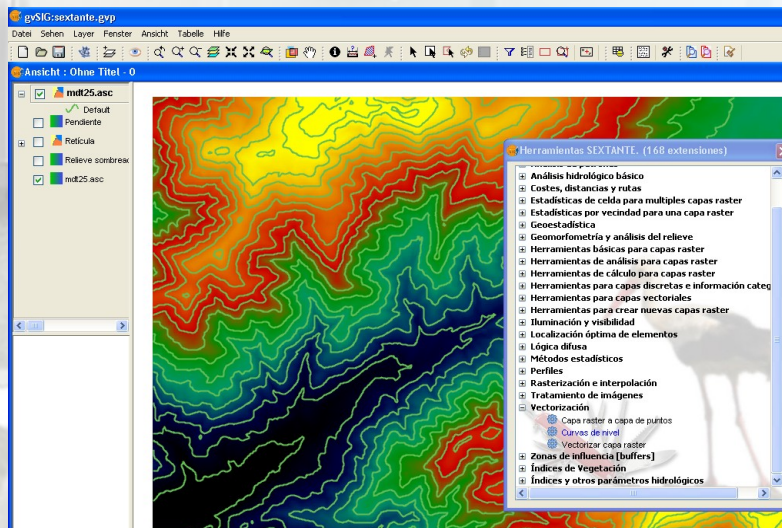 gvSIG:sextante.gvp
Datei Sehen Layer Fenster Ansicht Tabelle Hilfe
Ansicht : Ohne Titel - 0
mdt25.asc
Default
Pendiente
Retícula
Relieve sombreac
mdt25.asc
Herramientas SEXTANTE. (168 extensiones)
Análisis hidrológico básico
Costes, distancias y rutas
Estadísticas de celda para multiples capas raster
Estadísticas por vecindad para una capa raster
Geoestadística
Geomorfometría y análisis del relieve
Herramientas básicas para capas raster
Herramientas de análisis para capas raster
Herramientas de cálculo para capas raster
Herramientas para capas discretas e información categ
Herramientas para capas vectoriales
Herramientas para crear nuevas capas raster
Iluminación y visibilidad
Localización óptima de elementos
Lógica difusa
Métodos estadísticos
Perfiles
Rasterización e interpolación
Tratamiento de imágenes
Vectorización
Capa raster a capa de puntos
Curvas de nivel
Vectorizar capa raster
Zonas de influencia [buffers]
Índices de Vegetación
Índices y otros parámetros hidrológicos